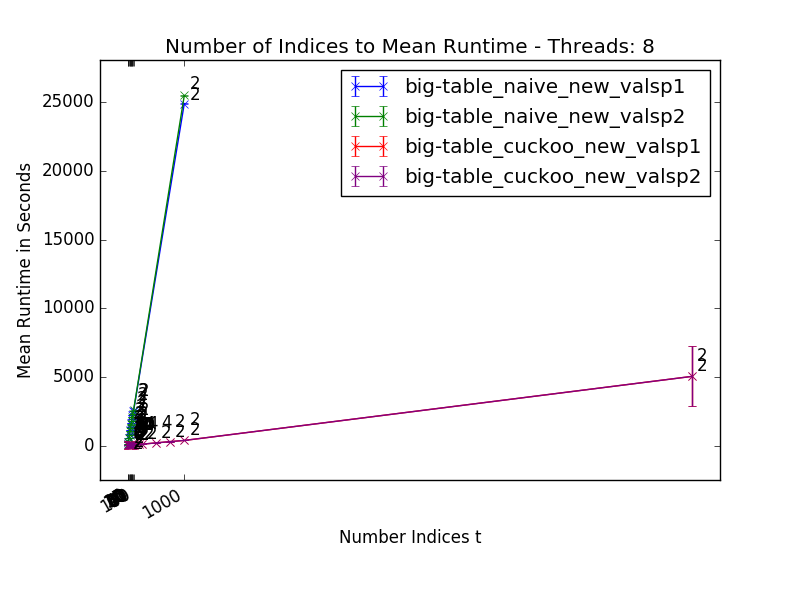 Number of Indices to Mean Runtime - Threads: 8
big-table_naive_new_valsp1
big-table_naive_new_valsp2
big-table_cuckoo_new_valsp1
big-table_cuckoo_new_valsp2
Mean Runtime in Seconds
25000
20000
15000
10000
5000
0
2
2
2
2
4 4 2 2
2 2 2 2
1000
Number Indices t